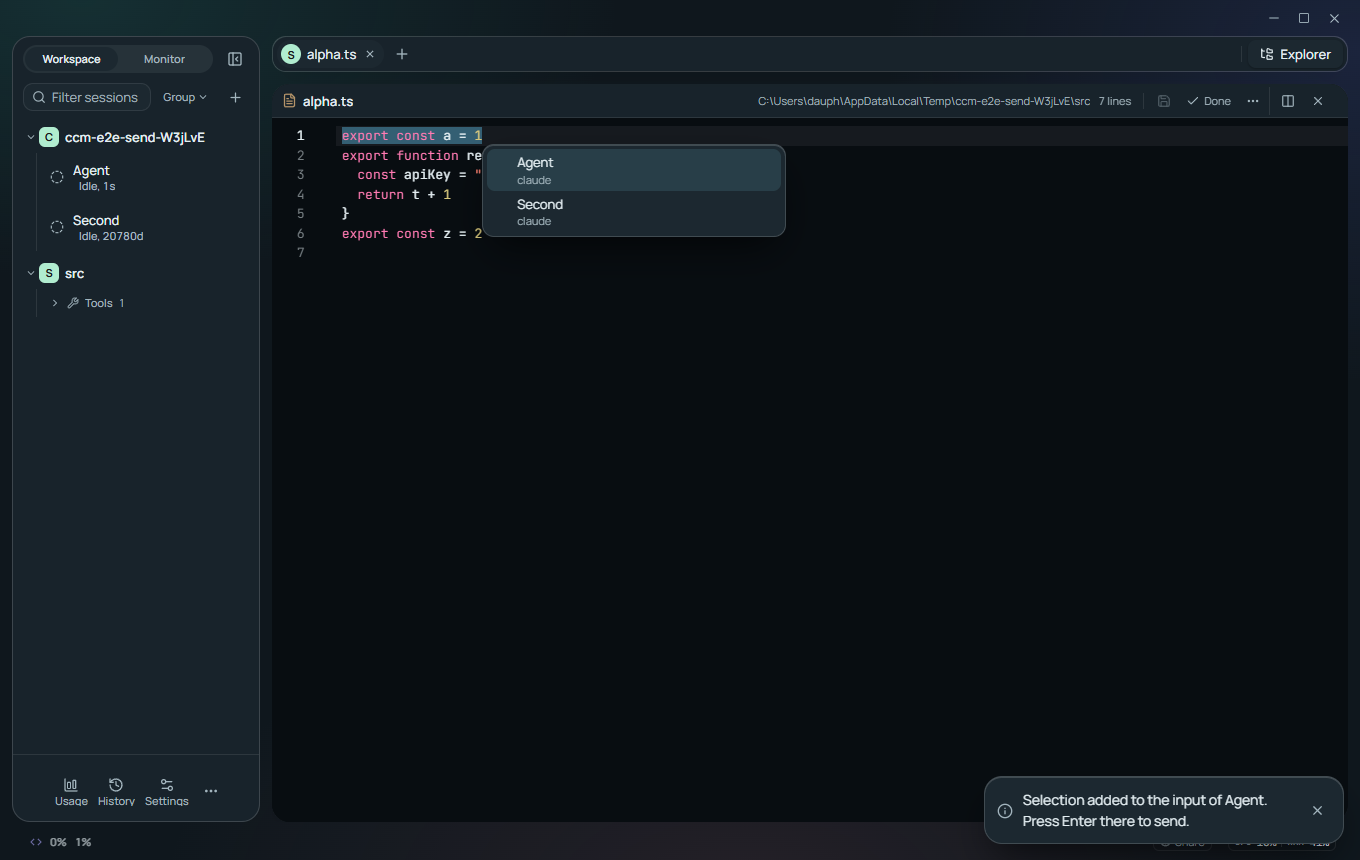 Workspace
Monitor
S alpha.ts
Explorer
Filter sessions
Group
alpha.ts
C:\Users\dauph\AppData\Local\Temp\ccm-e2e-send-W3jLvE\src 7 lines
Done
C ccm-e2e-send-W3jLvE
Agent
Idle, 1s
Second
Idle, 20780d
S src
Tools 1
1 export const a = 1
2 export function re
3 const apiKey = "
4 return t + 1
5 }
6 export const z = 2
7
Agent
claude
Second
claude
Usage
History
Settings
Selection added to the input of Agent.
Press Enter there to send.
0% 1%